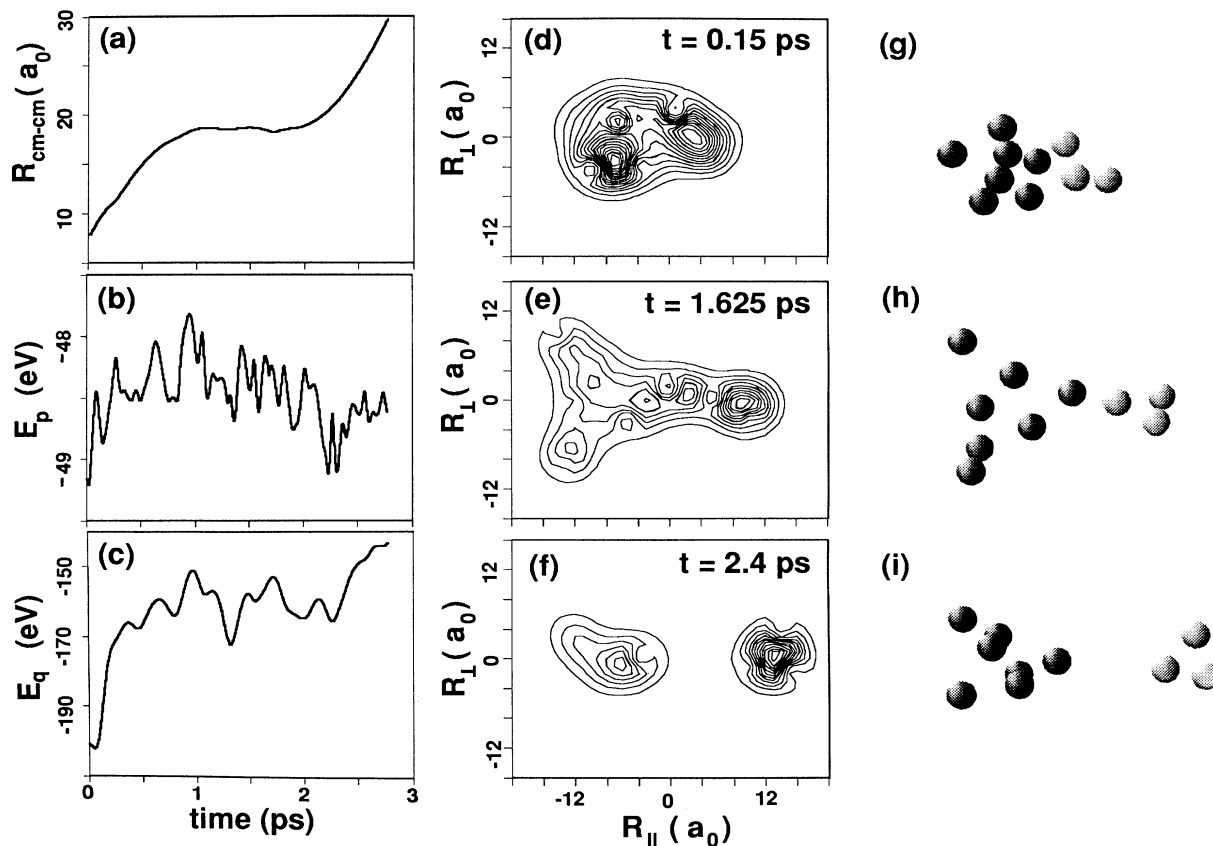 (a)
R_cm-cm (a_0)
30
20
10
(b)
E_p (eV)
-48
-49
(c)
E_q (eV)
-150
-170
-190
0 1 2 3
time (ps)
(d) t = 0.15 ps
R_⊥ (a_0)
12
0
-12
(e) t = 1.625 ps
R_⊥ (a_0)
12
0
-12
(f) t = 2.4 ps
R_⊥ (a_0)
12
0
-12
-12 0 12
R_|| (a_0)
(g)
(h)
(i)